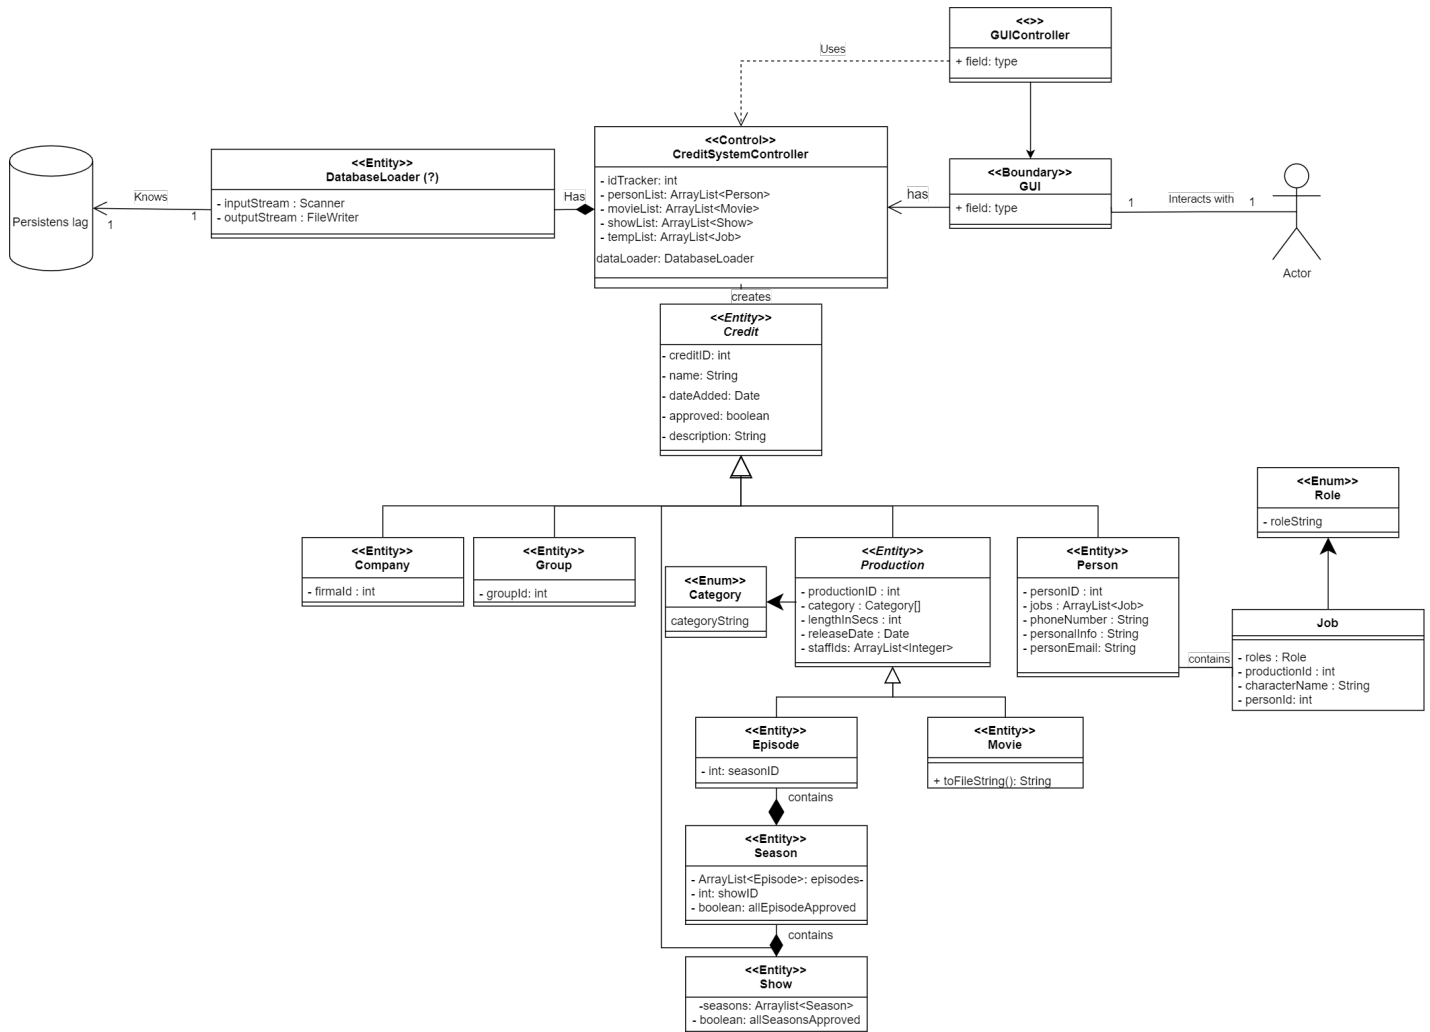 <<>>
GUIController
+ field: type
Uses
<<Control>>
CreditSystemController
- idTracker: int
- personList: ArrayList<Person>
- movieList: ArrayList<Movie>
- showList: ArrayList<Show>
- tempList: ArrayList<Job>
dataLoader: DatabaseLoader
<<Entity>>
DatabaseLoader (?)
- inputStream : Scanner
- outputStream : FileWriter
Has
Knows
1
1
Persistens lag
has
<<Boundary>>
GUI
+ field: type
1
Interacts with
1
Actor
creates
<<Entity>>
Credit
- creditID: int
- name: String
- dateAdded: Date
- approved: boolean
- description: String
<<Enum>>
Role
- roleString
<<Entity>>
Company
- firmaId : int
<<Entity>>
Group
- groupId: int
<<Enum>>
Category
categoryString
<<Entity>>
Production
- productionID : int
- category : Category[]
- lengthInSecs : int
- releaseDate : Date
- staffIds: ArrayList<Integer>
<<Entity>>
Person
- personID : int
- jobs : ArrayList<Job>
- phoneNumber : String
- personalInfo : String
- personEmail: String
contains
Job
- roles : Role
- productionId : int
- characterName : String
- personId: int
<<Entity>>
Episode
- int: seasonID
<<Entity>>
Movie
+ toFileString(): String
contains
<<Entity>>
Season
- ArrayList<Episode>: episodes-
- int: showID
- boolean: allEpisodeApproved
contains
<<Entity>>
Show
-seasons: Arraylist<Season>
- boolean: allSeasonsApproved